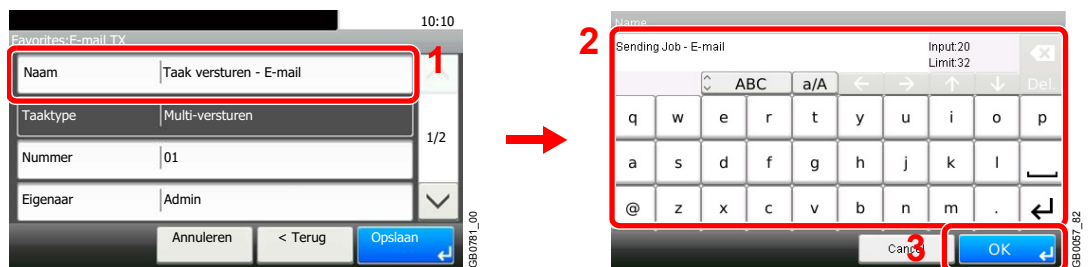 10:10
Favorites:E-mail TX
1
Naam Taak versturen - E-mail
Taaktype Multi-versturen
1/2
Nummer 01
Eigenaar Admin
Annuleren < Terug Opslaan
GB0781_00
Name
2
Sending Job - E-mail Input:20
Limit:32
ABC a/A Del.
q w e r t y u i o p
a s d f g h j k l
@ z x c v b n m .
3
Cancel OK
GB0057_82